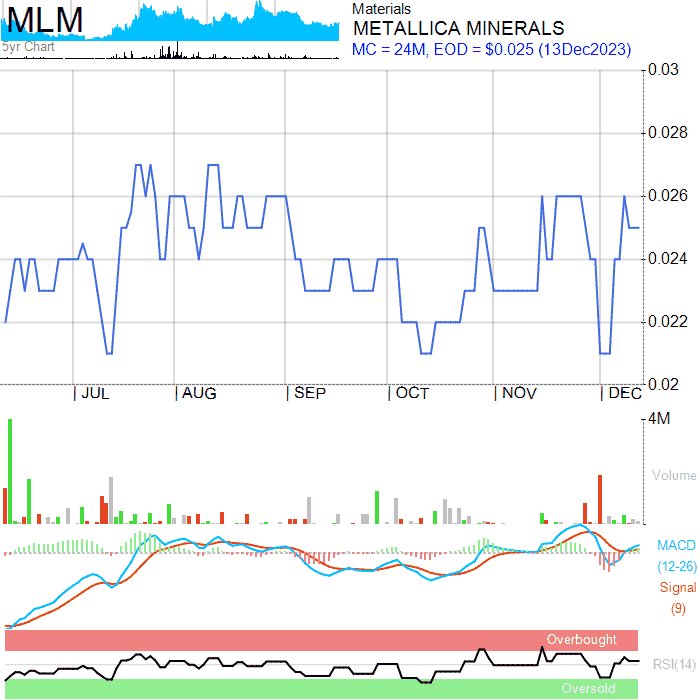 MLM
5yr Chart
Materials
METALLICA MINERALS
MC = 24M, EOD = $0.025 (13Dec2023)
0.03
0.028
0.026
0.024
0.022
0.02
JUL
AUG
SEP
OCT
NOV
DEC
4M
Volume
MACD
(12-26)
Signal
(9)
Overbought
RSI(14)
Oversold